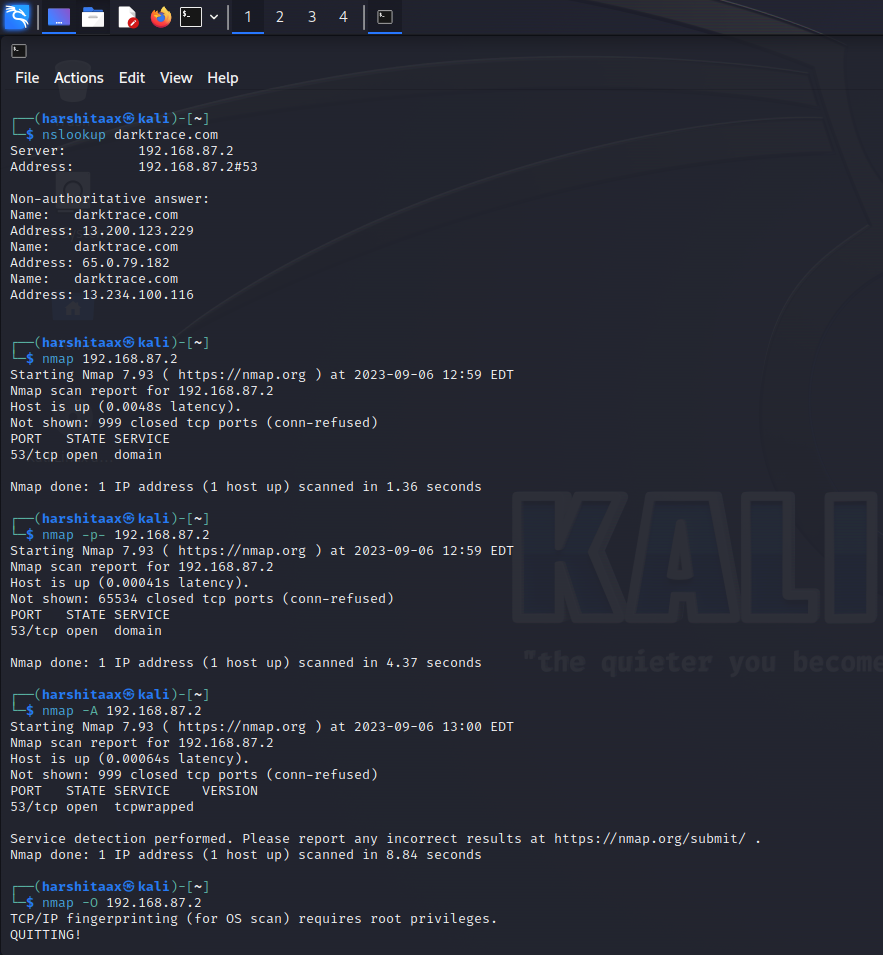 1 2 3 4
File Actions Edit View Help
┌──(harshitaax㉿kali)-[~]
└─$ nslookup darktrace.com
Server: 192.168.87.2
Address: 192.168.87.2#53
Non-authoritative answer:
Name: darktrace.com
Address: 13.200.123.229
Name: darktrace.com
Address: 65.0.79.182
Name: darktrace.com
Address: 13.234.100.116
┌──(harshitaax㉿kali)-[~]
└─$ nmap 192.168.87.2
Starting Nmap 7.93 ( https://nmap.org ) at 2023-09-06 12:59 EDT
Nmap scan report for 192.168.87.2
Host is up (0.0048s latency).
Not shown: 999 closed tcp ports (conn-refused)
PORT STATE SERVICE
53/tcp open domain
Nmap done: 1 IP address (1 host up) scanned in 1.36 seconds
┌──(harshitaax㉿kali)-[~]
└─$ nmap -p- 192.168.87.2
Starting Nmap 7.93 ( https://nmap.org ) at 2023-09-06 12:59 EDT
Nmap scan report for 192.168.87.2
Host is up (0.00041s latency).
Not shown: 65534 closed tcp ports (conn-refused)
PORT STATE SERVICE
53/tcp open domain
Nmap done: 1 IP address (1 host up) scanned in 4.37 seconds
KALI
"the quieter you become
┌──(harshitaax㉿kali)-[~]
└─$ nmap -A 192.168.87.2
Starting Nmap 7.93 ( https://nmap.org ) at 2023-09-06 13:00 EDT
Nmap scan report for 192.168.87.2
Host is up (0.00064s latency).
Not shown: 999 closed tcp ports (conn-refused)
PORT STATE SERVICE VERSION
53/tcp open tcpwrapped
Service detection performed. Please report any incorrect results at https://nmap.org/submit/ .
Nmap done: 1 IP address (1 host up) scanned in 8.84 seconds
┌──(harshitaax㉿kali)-[~]
└─$ nmap -O 192.168.87.2
TCP/IP fingerprinting (for OS scan) requires root privileges.
QUITTING!